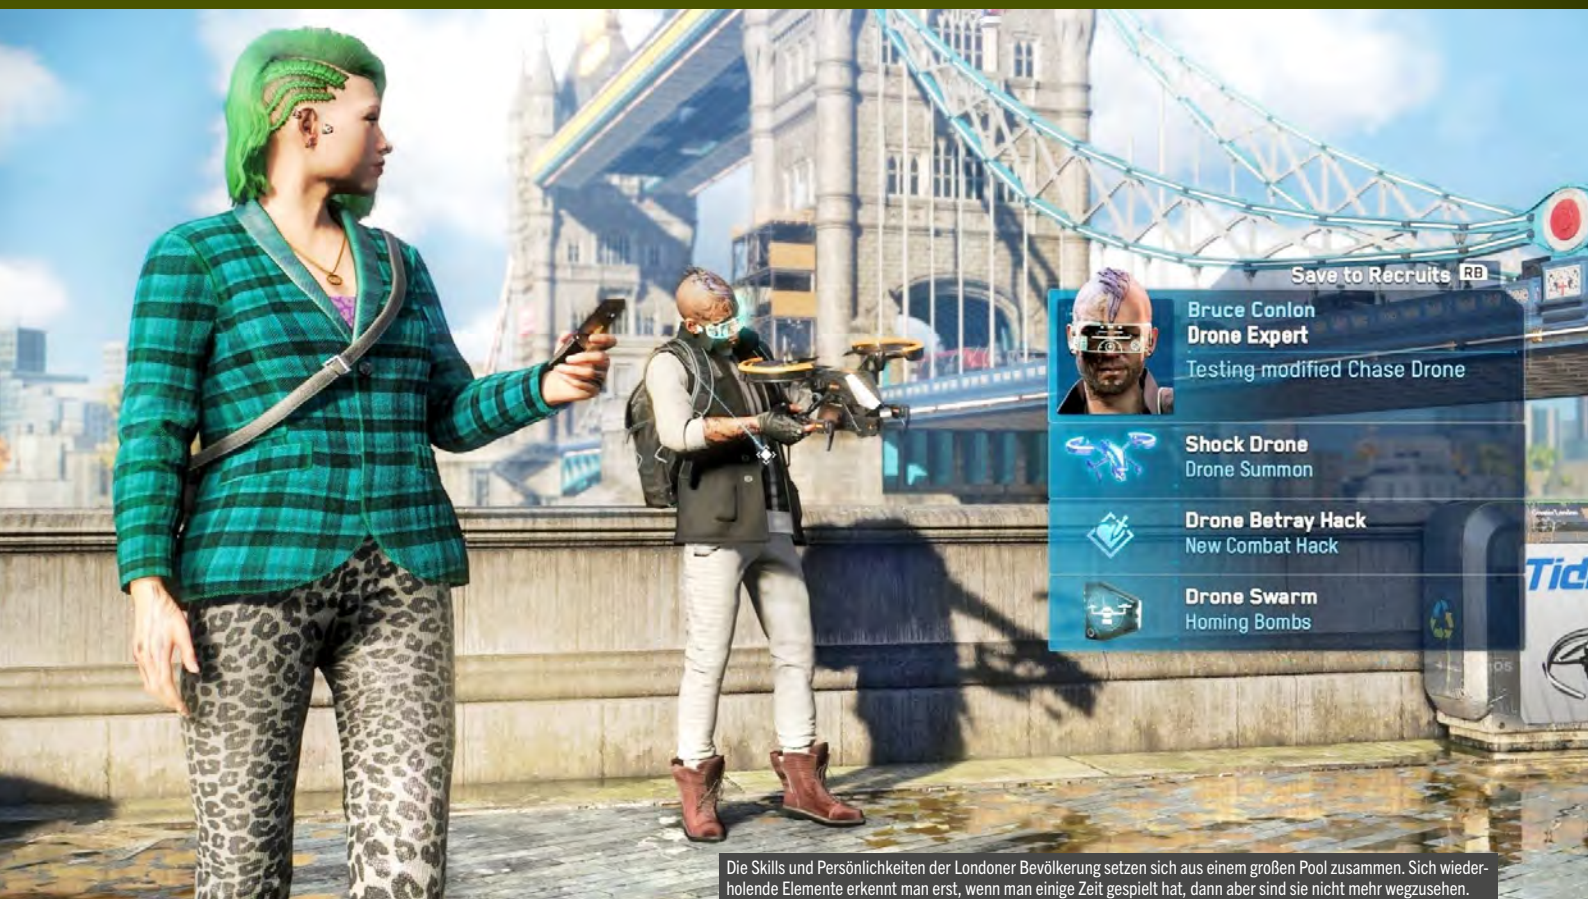 Save to Recruits RB
Bruce Conlon
Drone Expert
Testing modified Chase Drone
Shock Drone
Drone Summon
Drone Betray Hack
New Combat Hack
Drone Swarm
Homing Bombs
Die Skills und Persönlichkeiten der Londoner Bevölkerung setzen sich aus einem großen Pool zusammen. Sich wieder-
holende Elemente erkennt man erst, wenn man einige Zeit gespielt hat, dann aber sind sie nicht mehr wegzusehen.